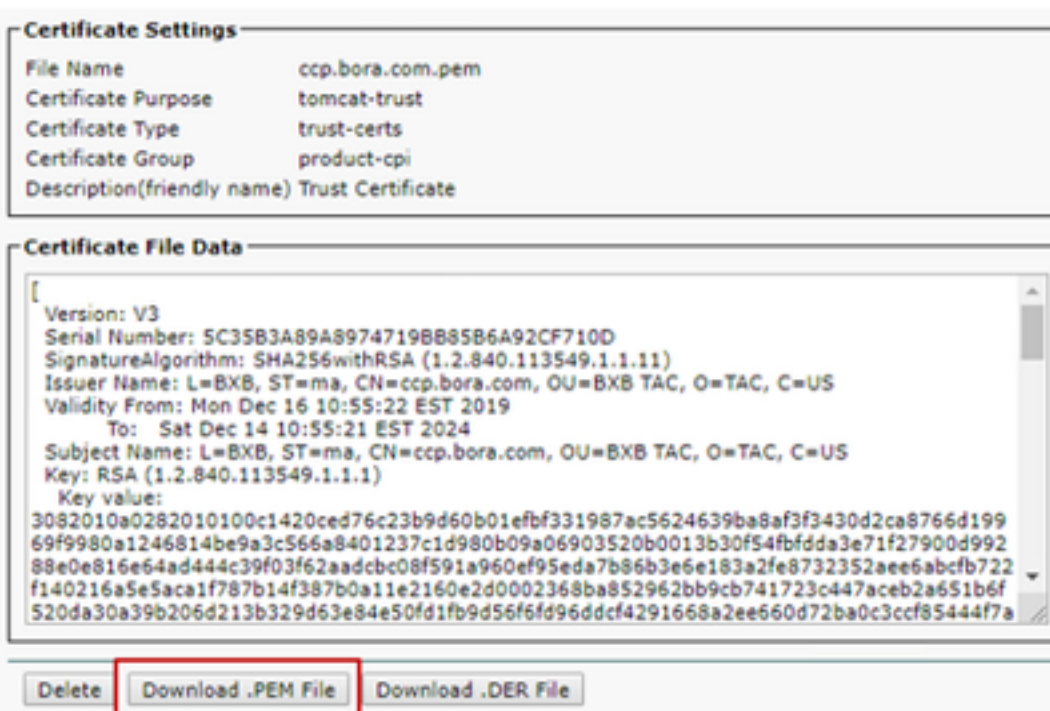 Certificate Settings
File Name ccp.bora.com.pem
Certificate Purpose tomcat-trust
Certificate Type trust-certs
Certificate Group product-cpi
Description(friendly name) Trust Certificate
Certificate File Data
[
Version: V3
Serial Number: 5C35B3A89A8974719BB85B6A92CF710D
SignatureAlgorithm: SHA256withRSA (1.2.840.113549.1.1.11)
Issuer Name: L=BXB, ST=ma, CN=ccp.bora.com, OU=BXB TAC, O=TAC, C=US
Validity From: Mon Dec 16 10:55:22 EST 2019
To: Sat Dec 14 10:55:21 EST 2024
Subject Name: L=BXB, ST=ma, CN=ccp.bora.com, OU=BXB TAC, O=TAC, C=US
Key: RSA (1.2.840.113549.1.1.1)
Key value:
3082010a0282010100c1420ced76c23b9d60b01efbf331987ac5624639ba8af3f3430d2ca8766d199
69f9980a1246814be9a3c566a8401237c1d980b09a06903520b0013b30f54fbfdda3e71f27900d992
88e0e816e64ad444c39f03f62aadcbc08f591a960ef95eda7b86b3e6e183a2fe8732352aee6abcfb722
f140216a5e5aca1f787b14f387b0a11e2160e2d0002368ba852962bb9cb741723c447aceb2a651b6f
520da30a39b206d213b329d63e84e50fd1fb9d56f6fd96ddcf4291668a2ee660d72ba0c3ccf85444f7a
Delete Download .PEM File Download .DER File